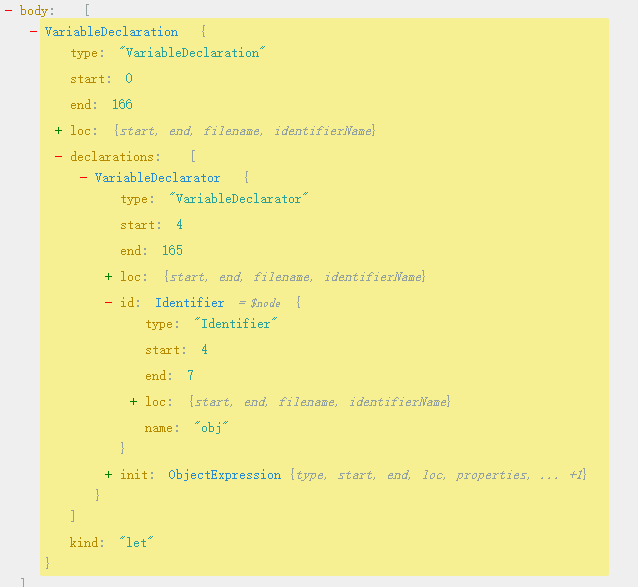 - body: [
- VariableDeclaration {
type: "VariableDeclaration"
start: 0
end: 166
+ loc: {start, end, filename, identifierName}
- declarations: [
- VariableDeclarator {
type: "VariableDeclarator"
start: 4
end: 165
+ loc: {start, end, filename, identifierName}
- id: Identifier = $node {
type: "Identifier"
start: 4
end: 7
+ loc: {start, end, filename, identifierName}
name: "obj"
}
+ init: ObjectExpression {type, start, end, loc, properties, ... +1}
}
]
kind: "let"
}
]